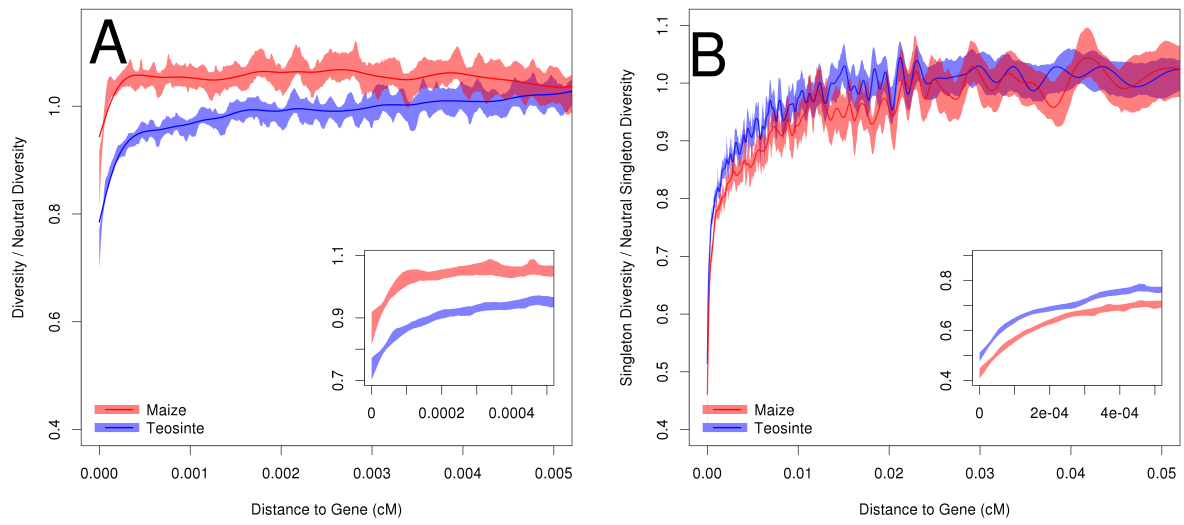 A
Diversity / Neutral Diversity
1.0
0.8
0.6
0.4
1.1
0.9
0.7
0 0.0002 0.0004
Maize
Teosinte
0.000 0.001 0.002 0.003 0.004 0.005
Distance to Gene (cM)
B
Singleton Diversity / Neutral Singleton Diversity
1.1
1.0
0.9
0.8
0.7
0.6
0.5
0.4
0.8
0.6
0.4
0 2e-04 4e-04
Maize
Teosinte
0.00 0.01 0.02 0.03 0.04 0.05
Distance to Gene (cM)